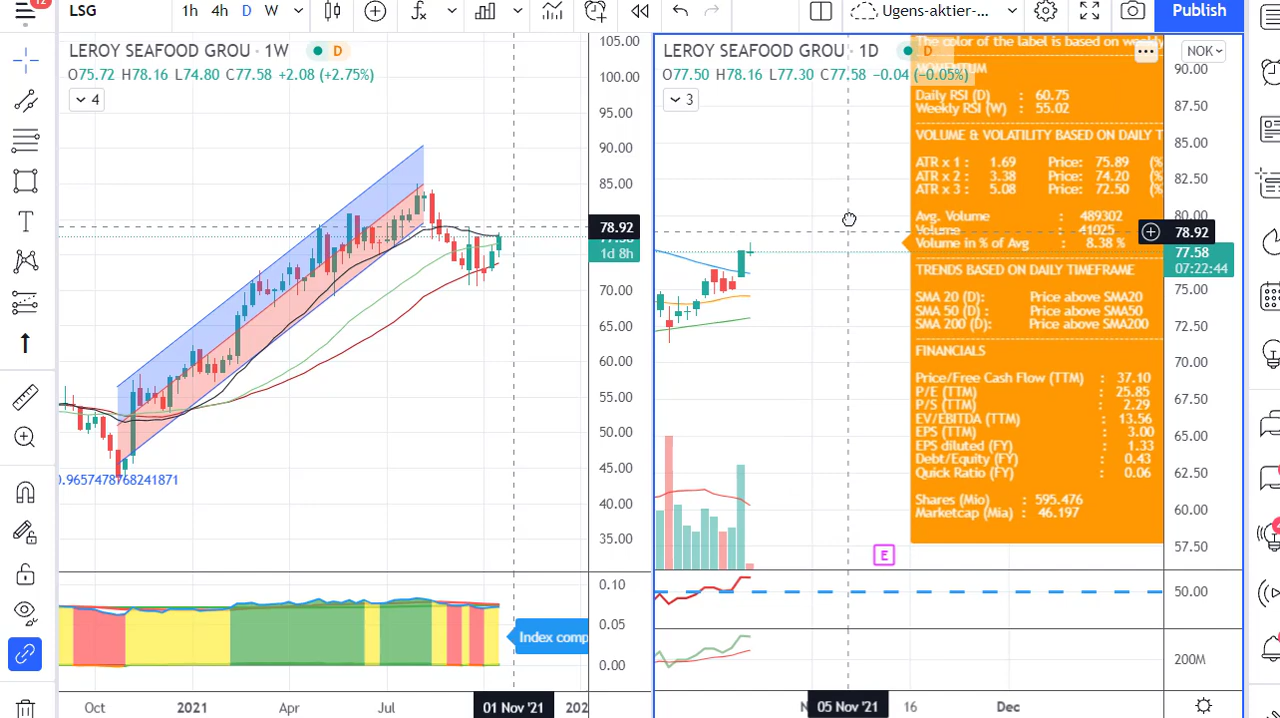 12
LSG
1h 4h D W
Ugens-aktier-...
Publish
LEROY SEAFOOD GROU · 1W D
O75.72 H78.16 L74.80 C77.58 +2.08 (+2.75%)
4
105.00
100.00
95.00
90.00
85.00
78.92
77.58
1d 8h
70.00
65.00
60.00
55.00
50.00
45.00
40.00
35.00
0.9657478768241871
0.10
0.05
0.00
Index comp
Oct 2021 Apr Jul 01 Nov '21 202
LEROY SEAFOOD GROU · 1D D
O77.50 H78.16 L77.30 C77.58 −0.04 (−0.05%)
3
The color of the label is based on weekly
MOMENTUM
Daily RSI (D) : 60.75
Weekly RSI (W) : 55.02
VOLUME & VOLATILITY BASED ON DAILY T
ATR x 1 : 1.69 Price: 75.89 (%
ATR x 2 : 3.38 Price: 74.20 (%
ATR x 3 : 5.08 Price: 72.50 (%
Avg. Volume : 489302
Volume : 41025
Volume in % of Avg : 8.38 %
TRENDS BASED ON DAILY TIMEFRAME
SMA 20 (D): Price above SMA20
SMA 50 (D) : Price above SMA50
SMA 200 (D): Price above SMA200
FINANCIALS
Price/Free Cash Flow (TTM) : 37.10
P/E (TTM) : 25.85
P/S (TTM) : 2.29
EV/EBITDA (TTM) : 13.56
EPS (TTM) : 3.00
EPS diluted (FY) : 1.33
Debt/Equity (FY) : 0.43
Quick Ratio (FY) : 0.06
Shares (Mio) : 595.476
Marketcap (Mia) : 46.197
E
NOK
90.00
87.50
85.00
82.50
80.00
78.92
77.58
07:22:44
75.00
72.50
70.00
67.50
65.00
62.50
60.00
57.50
50.00
200M
05 Nov '21 16 Dec